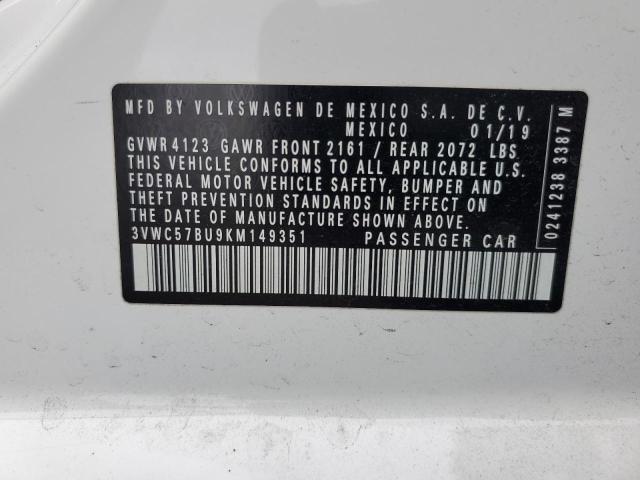 MFD BY VOLKSWAGEN DE MEXICO S.A. DE C.V.
MEXICO 01/19
GVWR 4123 GAWR FRONT 2161 / REAR 2072 LBS
THIS VEHICLE CONFORMS TO ALL APPLICABLE U.S.
FEDERAL MOTOR VEHICLE SAFETY, BUMPER AND
THEFT PREVENTION STANDARDS IN EFFECT ON
THE DATE OF MANUFACTURE SHOWN ABOVE
3VWC57BU9KM149351 PASSENGER CAR
0241238 3387 M